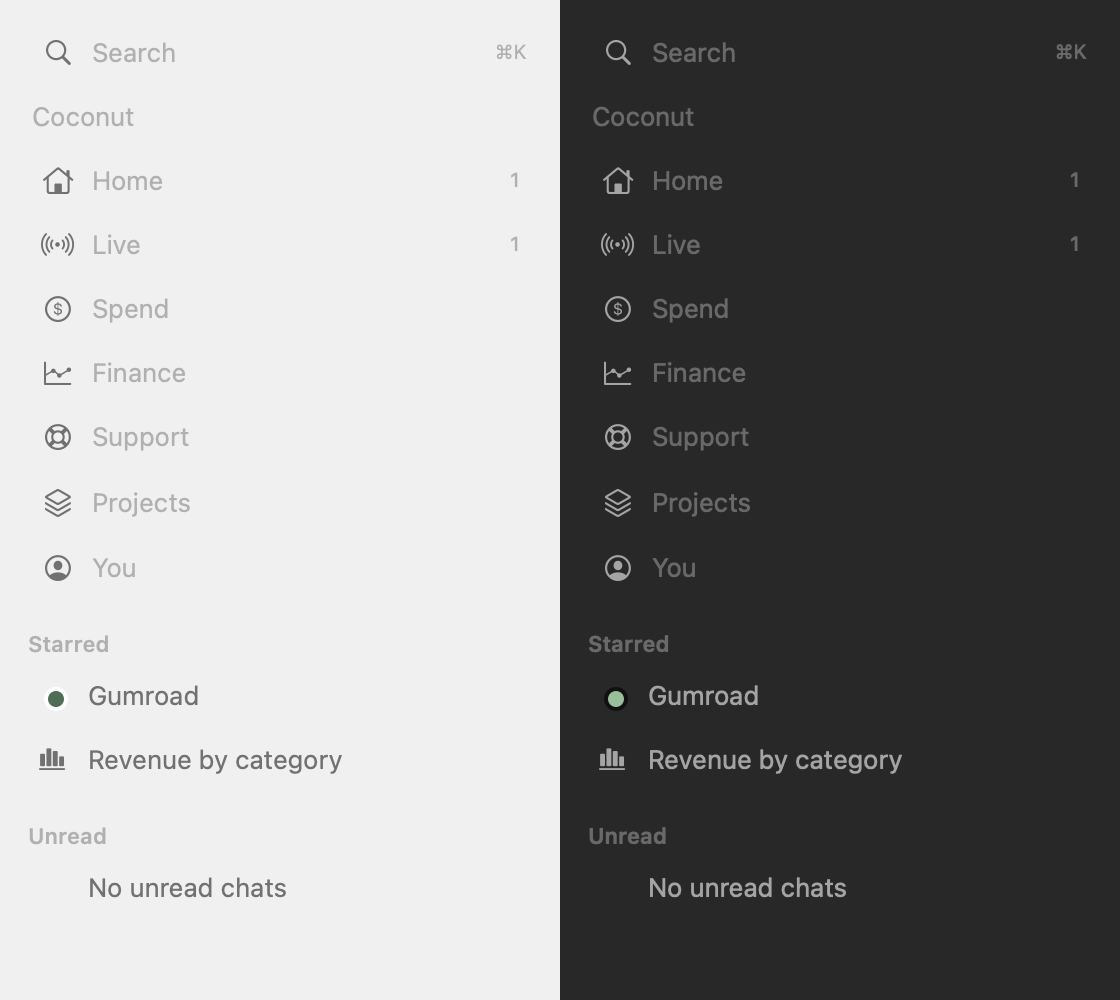 Search ⌘K
Coconut
Home 1
Live 1
$ Spend
Finance
Support
Projects
You
Starred
Gumroad
Revenue by category
Unread
No unread chats
Search ⌘K
Coconut
Home 1
Live 1
$ Spend
Finance
Support
Projects
You
Starred
Gumroad
Revenue by category
Unread
No unread chats